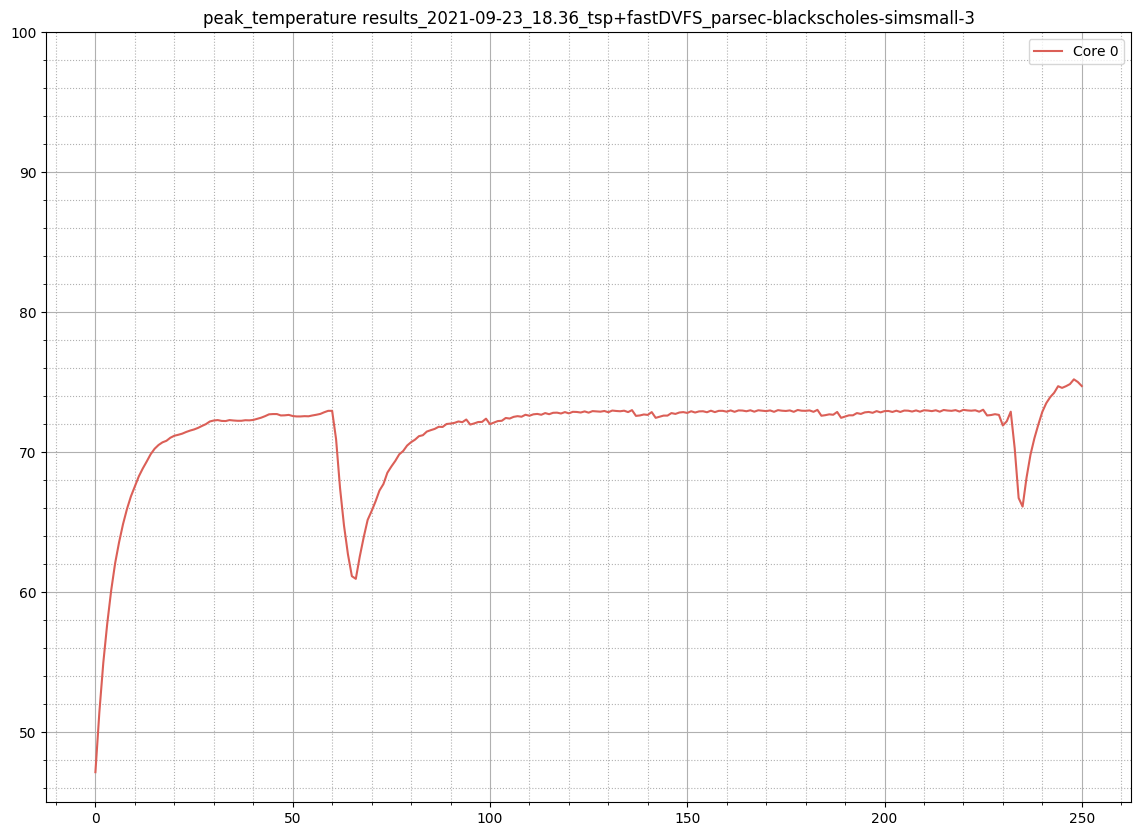 peak_temperature results_2021-09-23_18.36_tsp+fastDVFS_parsec-blackscholes-simsmall-3
Core 0
100
90
80
70
60
50
0 50 100 150 200 250